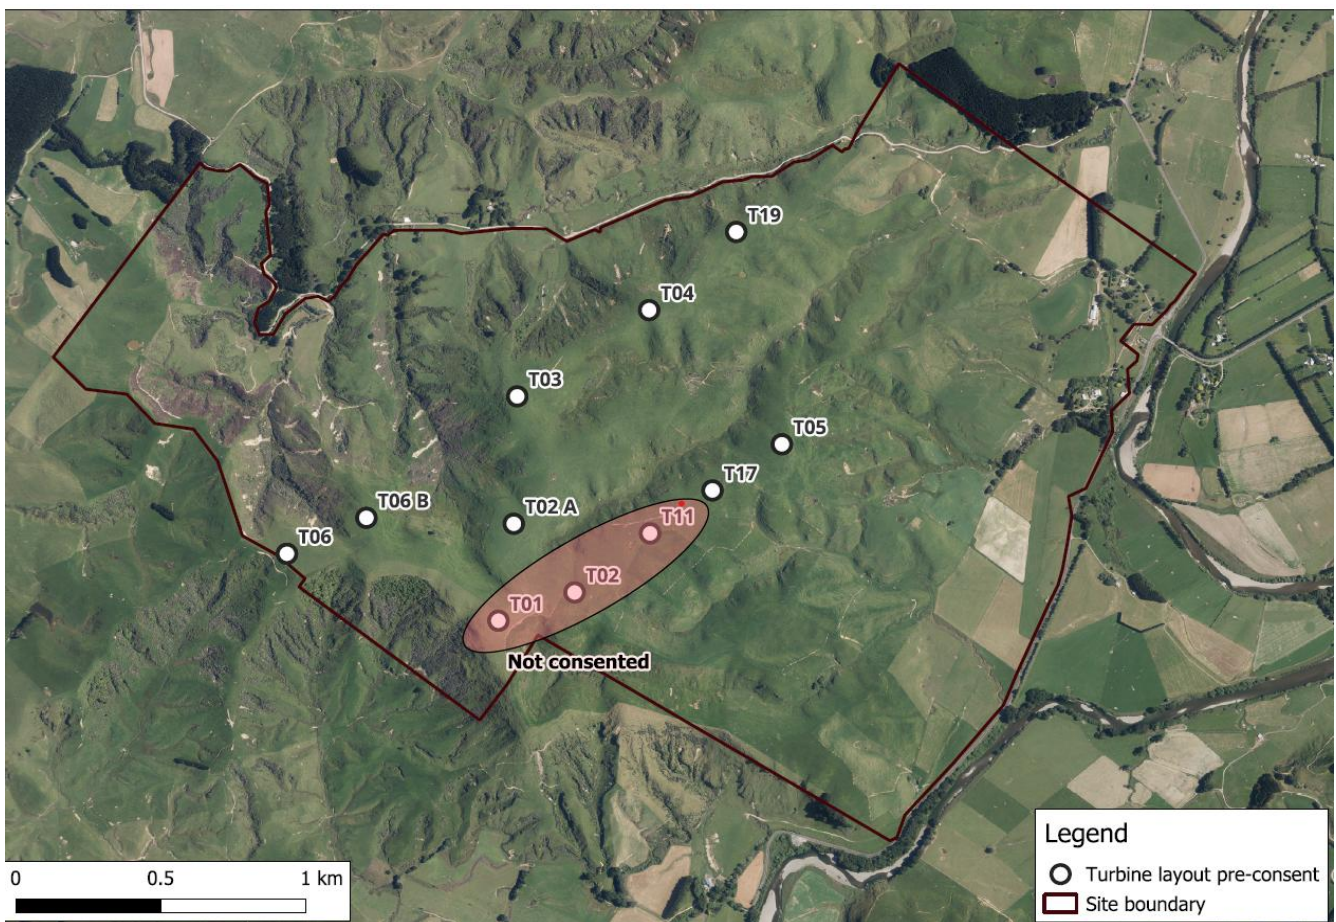 T19
T04
T03
T05
T17
T06 B
T02 A
T11
T06
T02
T01
Not consented
0 0.5 1 km
Legend
Turbine layout pre-consent
Site boundary